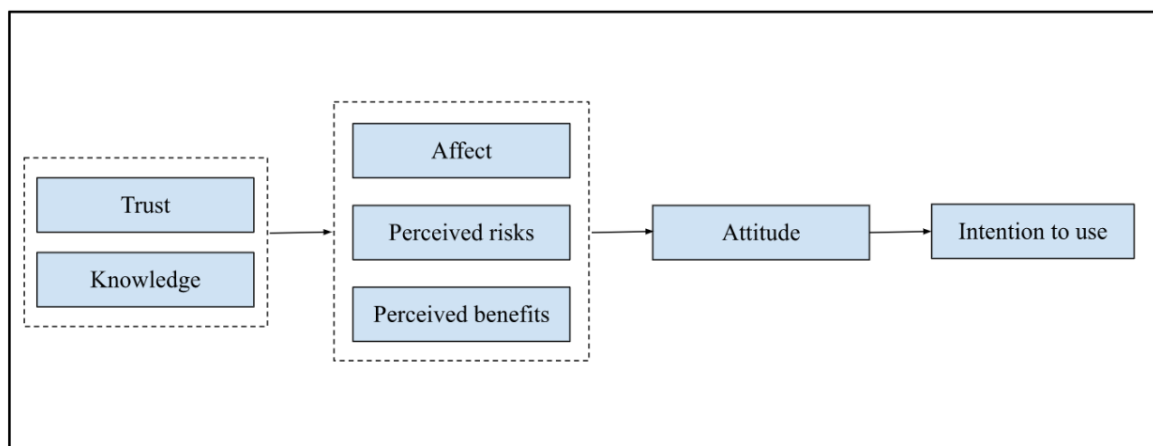 Trust
Knowledge
Affect
Perceived risks
Perceived benefits
Attitude
Intention to use